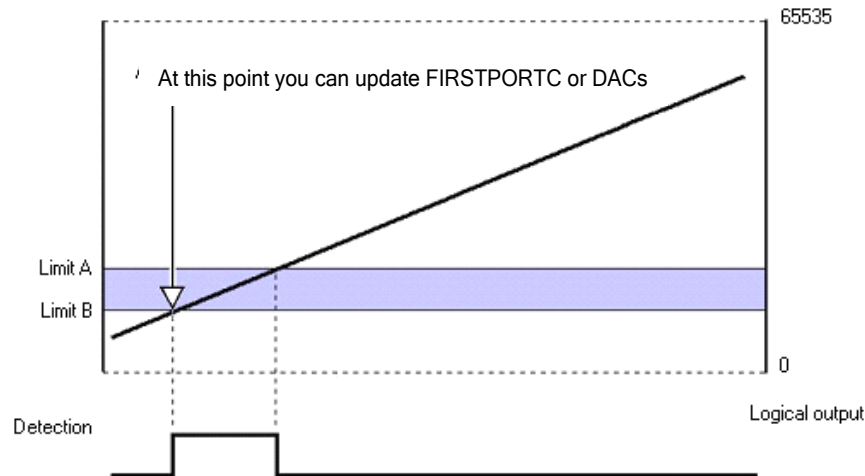 65535
At this point you can update FIRSTPORTC or DACs
Limit A
Limit B
0
Logical output
Detection